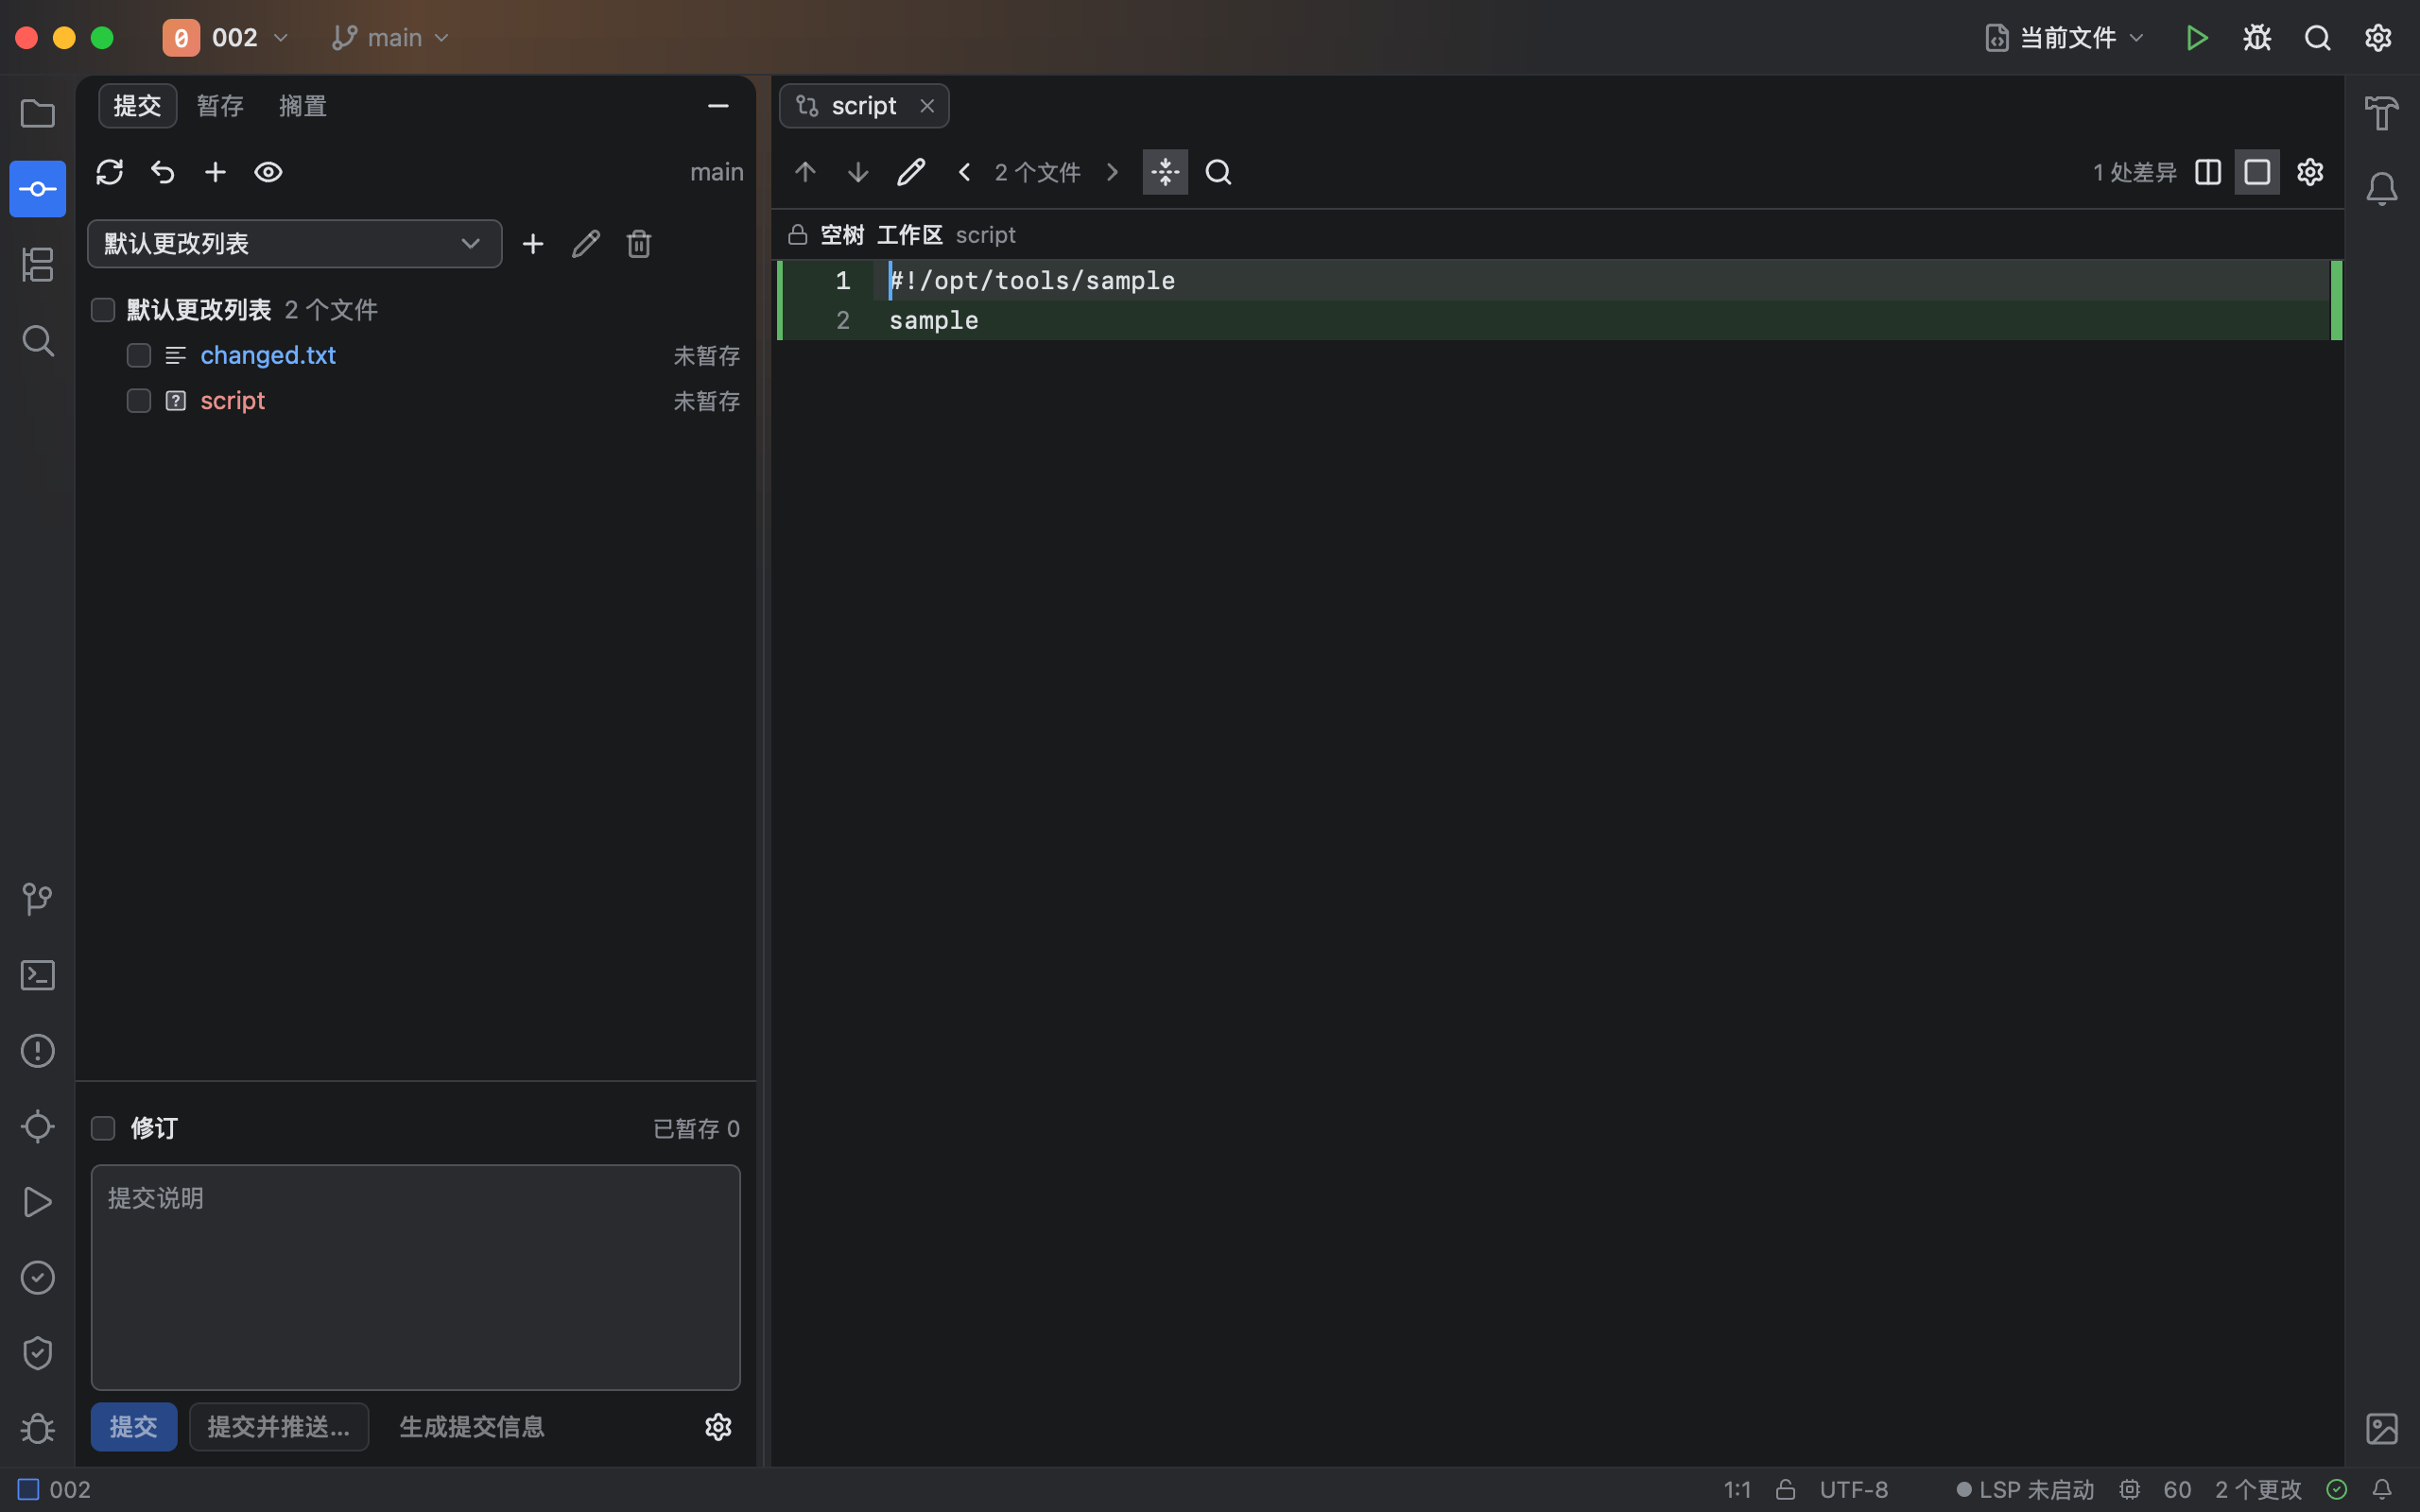 0 002 main 当前文件
提交 暂存 搁置
script
main
2 个文件
1 处差异
默认更改列表
空树 工作区 script
默认更改列表 2 个文件
changed.txt 未暂存
script 未暂存
1 #!/opt/tools/sample
2 sample
修订 已暂存 0
提交说明
提交 提交并推送... 生成提交信息
002 1:1 UTF-8 LSP 未启动 60 2 个更改